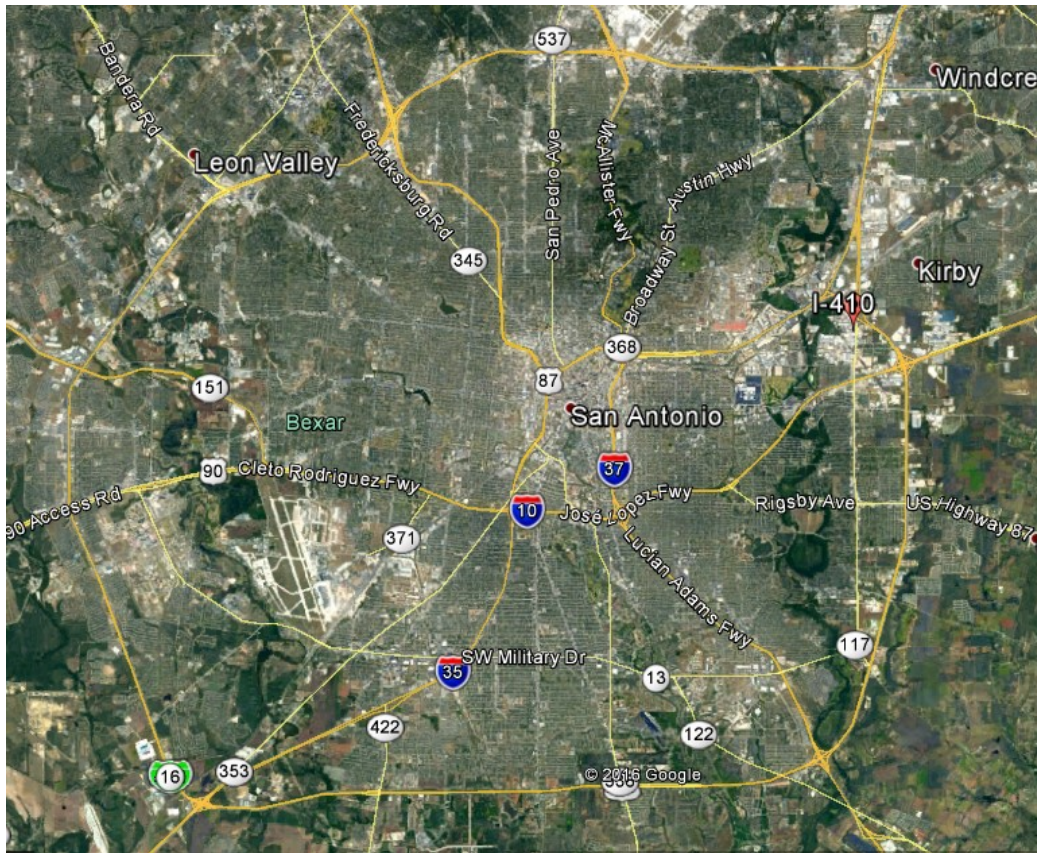 537
Windcre
Bandera Rd
Fredericksburg Rd
San Pedro Ave
McAllister Fwy
Austin Hwy
Leon Valley
345
Broadway St
Kirby
I-410
368
87
151
Bexar
San Antonio
90
Cleto Rodriguez Fwy
37
90 Access Rd
10
José Lopez Fwy
Rigsby Ave
US Highway 87
371
Lucian Adams Fwy
117
SW Military Dr
35
13
422
122
16
353
© 2016 Google